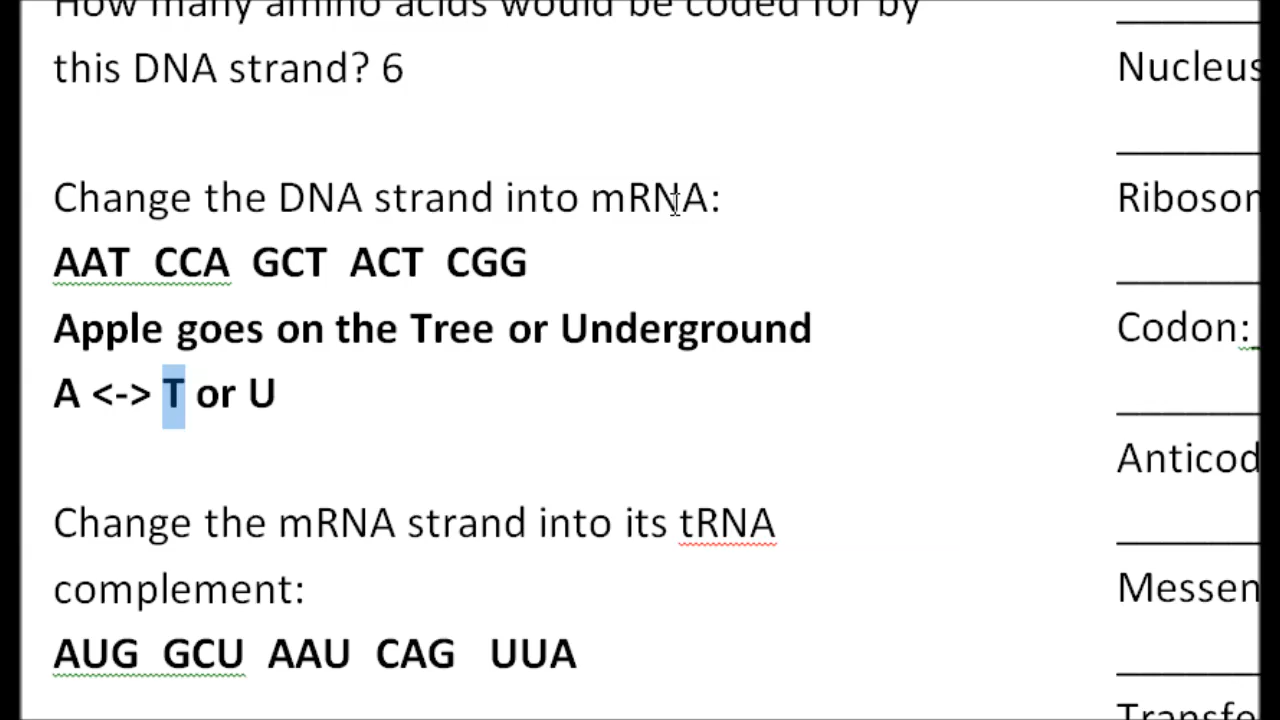 How many amino acids would be coded for by
this DNA strand? 6
Change the DNA strand into mRNA:
AAT CCA GCT ACT CGG
Apple goes on the Tree or Underground
A <-> T or U
Change the mRNA strand into its tRNA
complement:
AUG GCU AAU CAG UUA
Nucleus
Riboson
Codon:
Anticod
Messen
Transfe